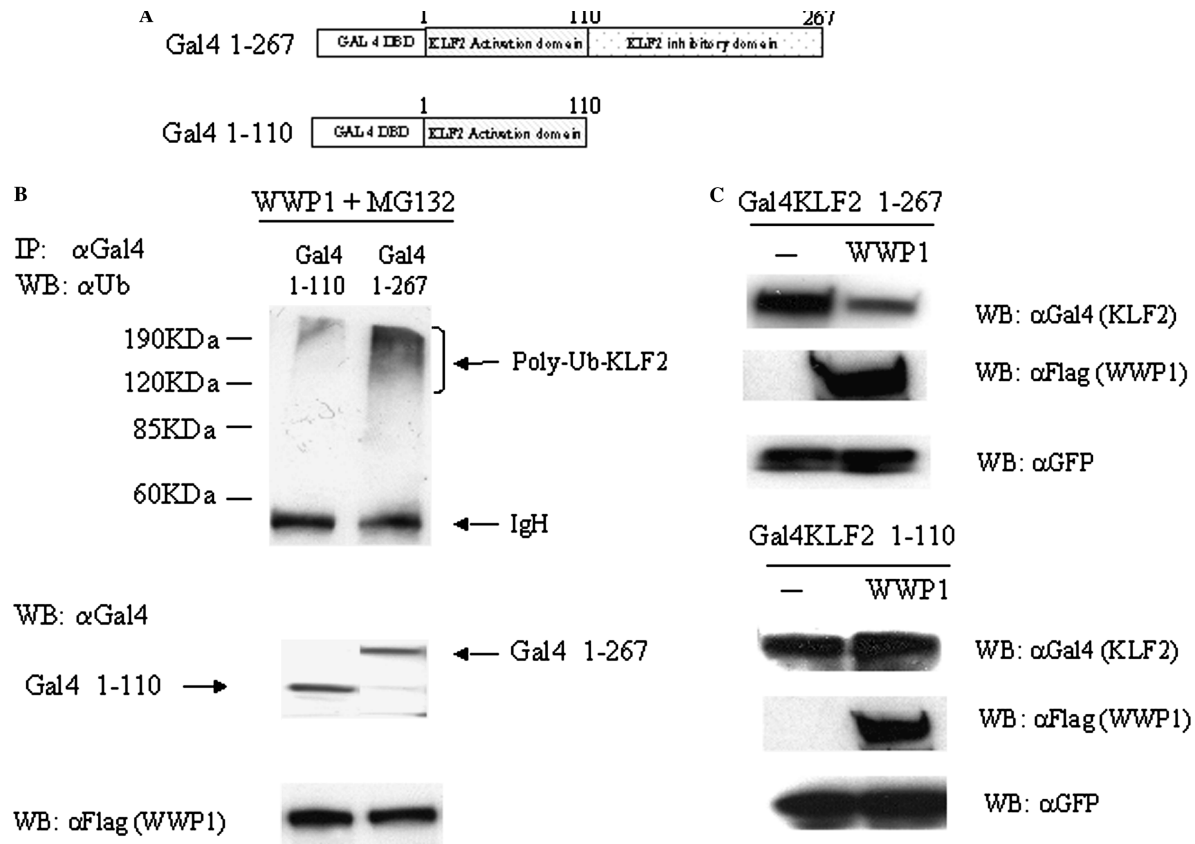 A
1 110 267
Gal4 1-267 GAL 4 DBD KLF2 Activation domain KLF2 inhibitory domain
1 110
Gal4 1-110 GAL 4 DBD KLF2 Activation domain
B
WWP1 + MG132
IP: αGal4
WB: αUb
Gal4 1-110
Gal4 1-267
190KDa
120KDa
85KDa
60KDa
Poly-Ub-KLF2
IgH
WB: αGal4
Gal4 1-267
Gal4 1-110
WB: αFlag (WWP1)
C
Gal4KLF2 1-267
– WWP1
WB: αGal4 (KLF2)
WB: αFlag (WWP1)
WB: αGFP
Gal4KLF2 1-110
– WWP1
WB: αGal4 (KLF2)
WB: αFlag (WWP1)
WB: αGFP